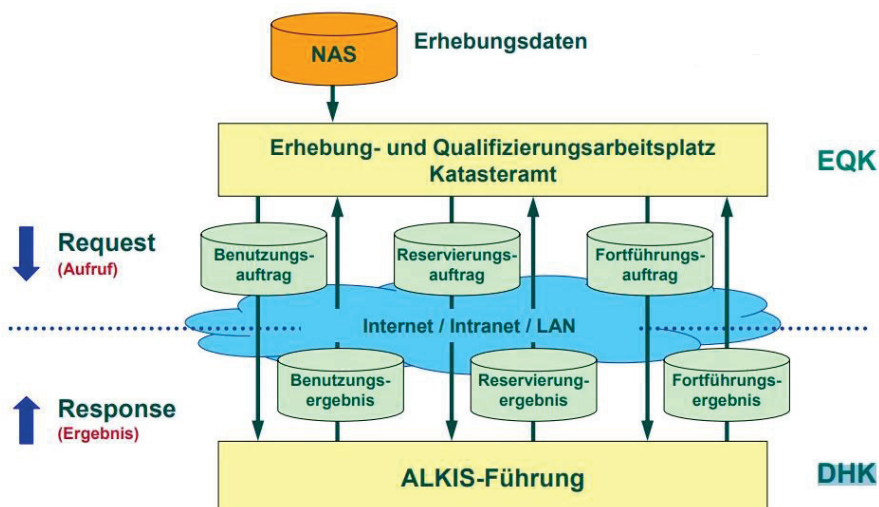 NAS
Erhebungsdaten
Erhebung- und Qualifizierungsarbeitsplatz
Katasteramt
EQK
Request
(Aufruf)
Benutzungs-
auftrag
Reservierungs-
auftrag
Fortführungs-
auftrag
Internet / Intranet / LAN
Response
(Ergebnis)
Benutzungs-
ergebnis
Reservierung-
ergebnis
Fortführungs-
ergebnis
ALKIS-Führung
DHK